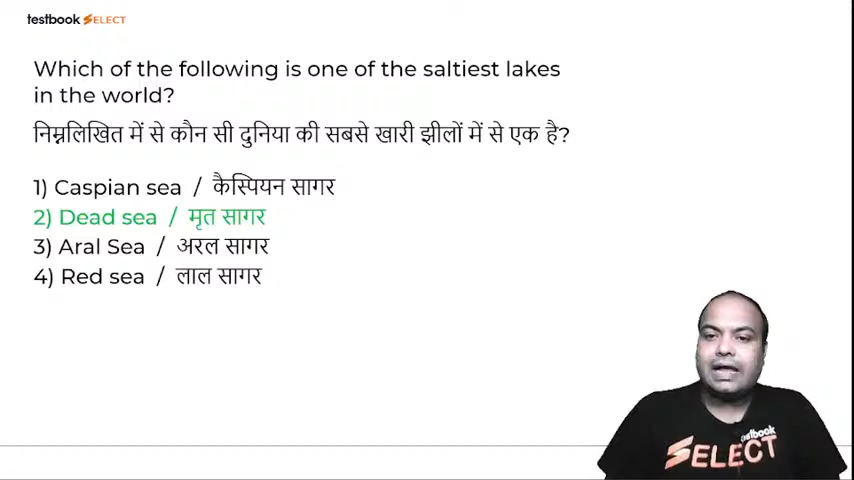 testbook SELECT
Which of the following is one of the saltiest lakes
in the world?
निम्नलिखित में से कौन सी दुनिया की सबसे खारी झीलों में से एक है?
1) Caspian sea / कैस्पियन सागर
2) Dead sea / मृत सागर
3) Aral Sea / अरल सागर
4) Red sea / लाल सागर
testbook
SELECT